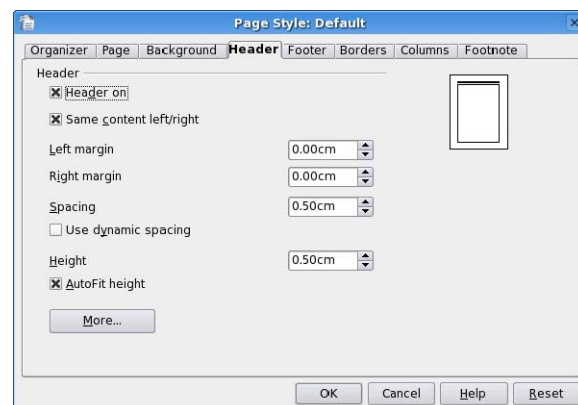 Page Style: Default
Organizer Page Background Header Footer Borders Columns Footnote
Header
Header on
Same content left/right
Left margin 0.00cm
Right margin 0.00cm
Spacing 0.50cm
Use dynamic spacing
Height 0.50cm
AutoFit height
More...
OK Cancel Help Reset